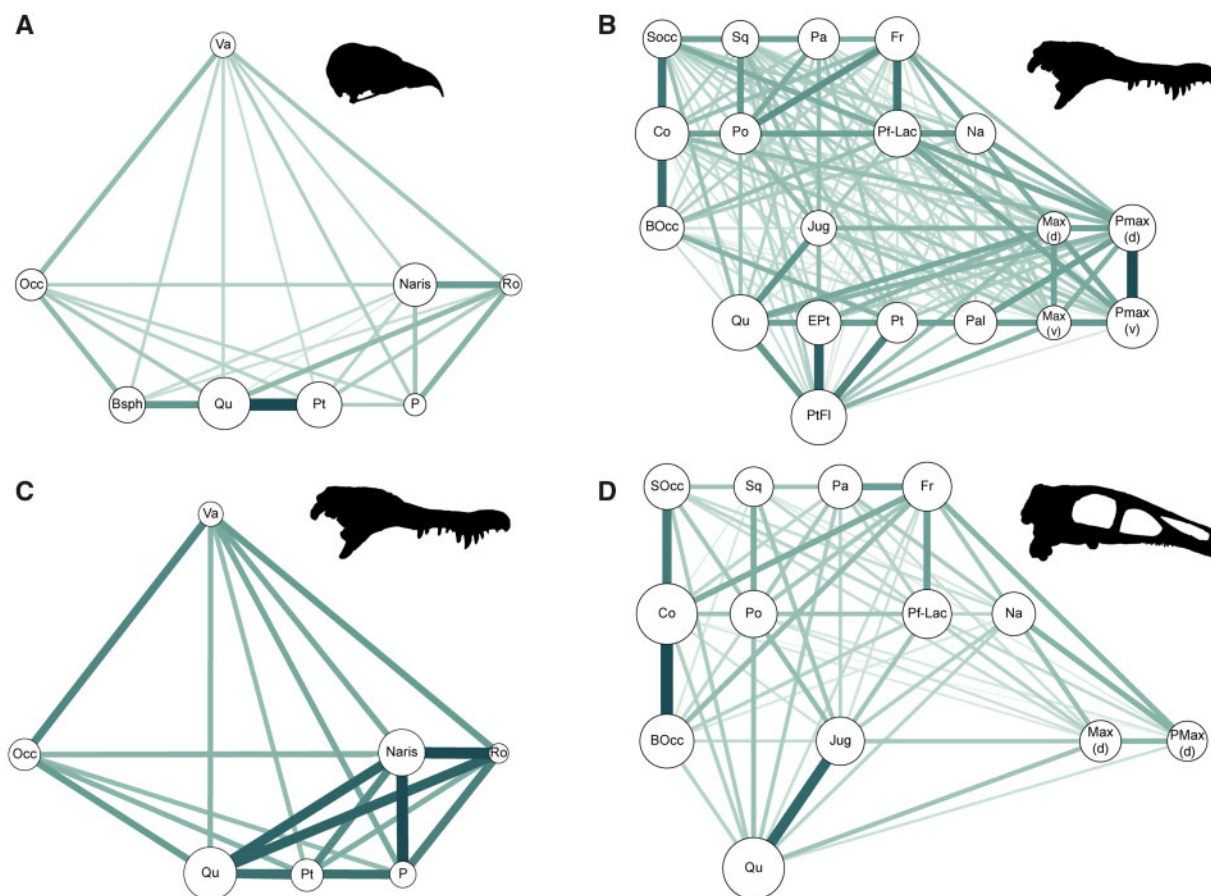 A
Va
Occ
Naris
Ro
Bsph
Qu
Pt
P
B
Socc
Sq
Pa
Fr
Co
Po
Pf-Lac
Na
BOcc
Jug
Max
(d)
Pmax
(d)
Qu
EPt
Pt
Pal
Max
(v)
Pmax
(v)
PtFl
C
Va
Occ
Naris
Ro
Qu
Pt
P
D
SOcc
Sq
Pa
Fr
Co
Po
Pf-Lac
Na
BOcc
Jug
Max
(d)
PMax
(d)
Qu